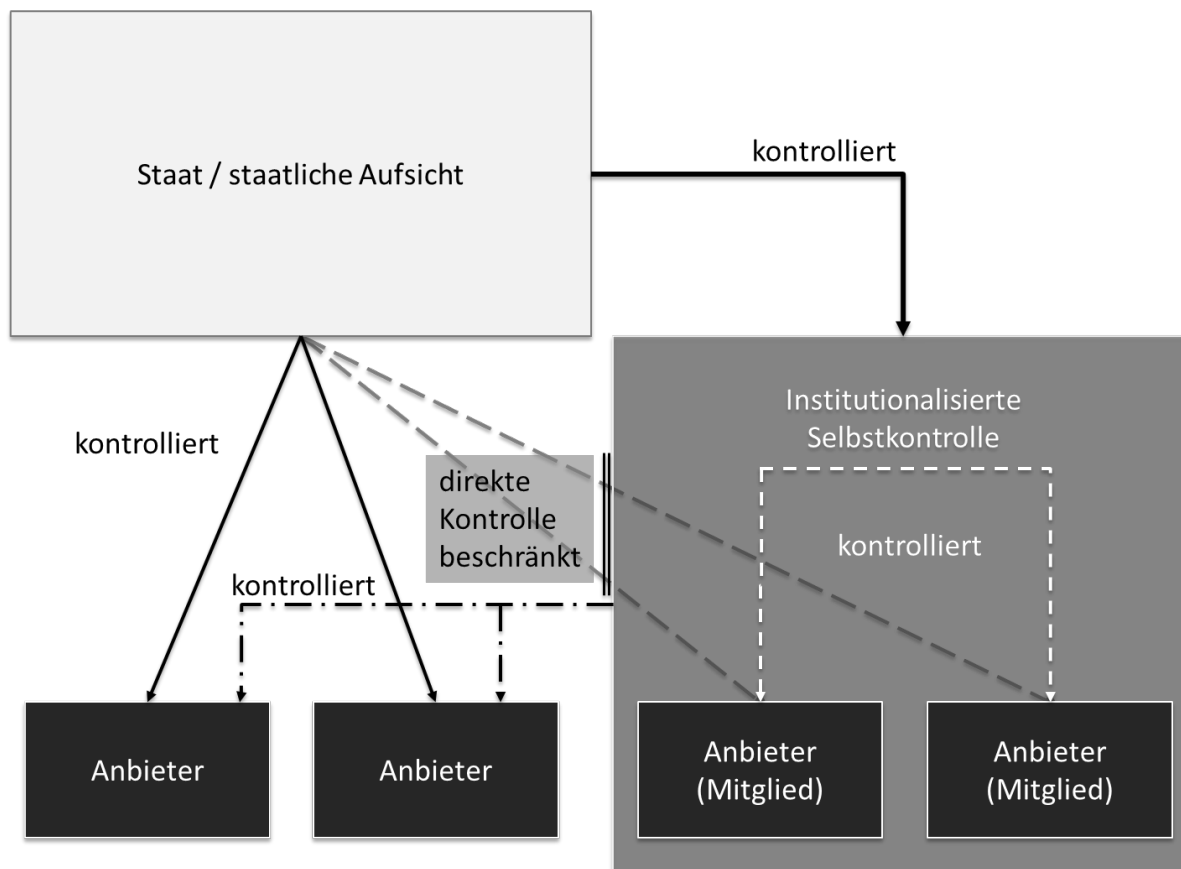 Staat / staatliche Aufsicht
kontrolliert
Institutionalisierte
Selbstkontrolle
kontrolliert
direkte
Kontrolle
beschränkt
kontrolliert
kontrolliert
Anbieter
Anbieter
Anbieter
(Mitglied)
Anbieter
(Mitglied)